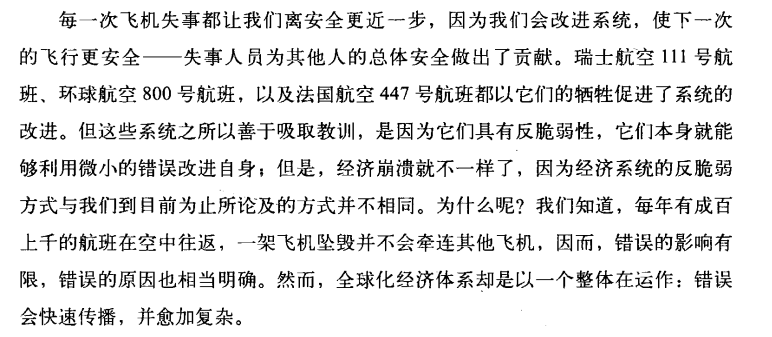 每一次飞机失事都让我们离安全更近一步，因为我们会改进系统，使下一次
的飞行更安全——失事人员为其他人的总体安全做出了贡献。瑞士航空 111 号航
班、环球航空 800 号航班，以及法国航空 447 号航班都以它们的牺牲促进了系统的
改进。但这些系统之所以善于吸取教训，是因为它们具有反脆弱性，它们本身就能
够利用微小的错误改进自身；但是，经济崩溃就不一样了，因为经济系统的反脆弱
方式与我们到目前为止所论及的方式并不相同。为什么呢？我们知道，每年有成百
上千的航班在空中往返，一架飞机坠毁并不会牵连其他飞机，因而，错误的影响有
限，错误的原因也相当明确。然而，全球化经济体系却是以一个整体在运作：错误
会快速传播，并愈加复杂。